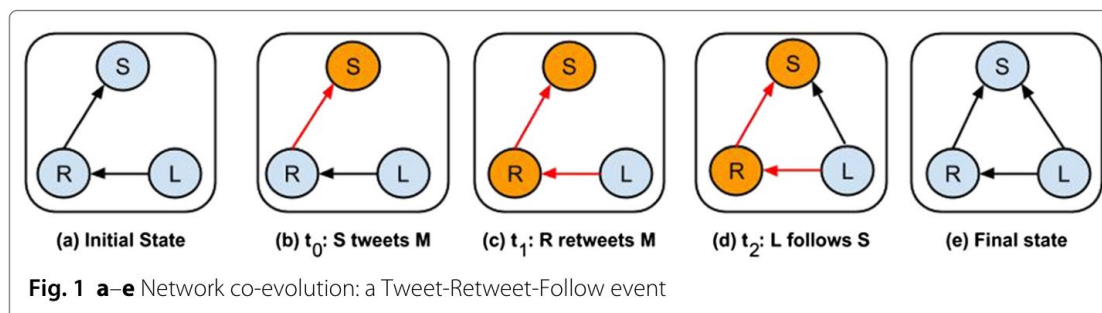 S
R
L
S
R
L
S
R
L
S
R
L
S
R
L
(a) Initial State
(b) t0: S tweets M
(c) t1: R retweets M
(d) t2: L follows S
(e) Final state
Fig. 1 a–e Network co-evolution: a Tweet-Retweet-Follow event